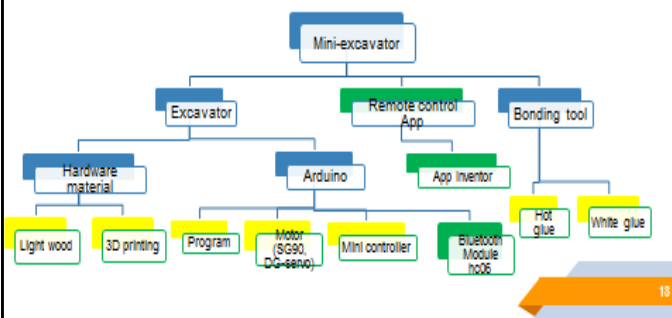 Mini-excavator
Excavator
Remote control
App
Bonding tool
Hardware
material
Arduino
App Inventor
Light wood
3D printing
Program
Motor
(SG90,
DG-servo)
Mini controller
Bluetooth
Module
hc06
Hot
glue
White glue
18